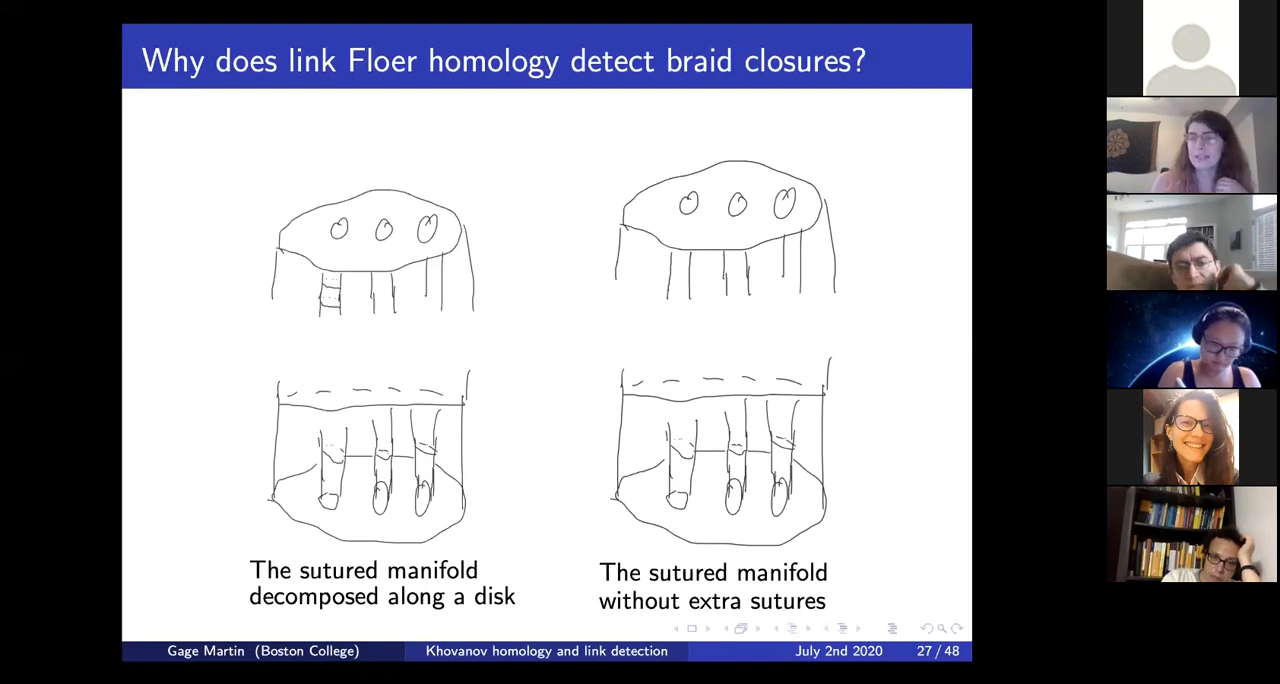 Why does link Floer homology detect braid closures?
The sutured manifold
decomposed along a disk
The sutured manifold
without extra sutures
Gage Martin (Boston College)
Khovanov homology and link detection
July 2nd 2020
27 / 48